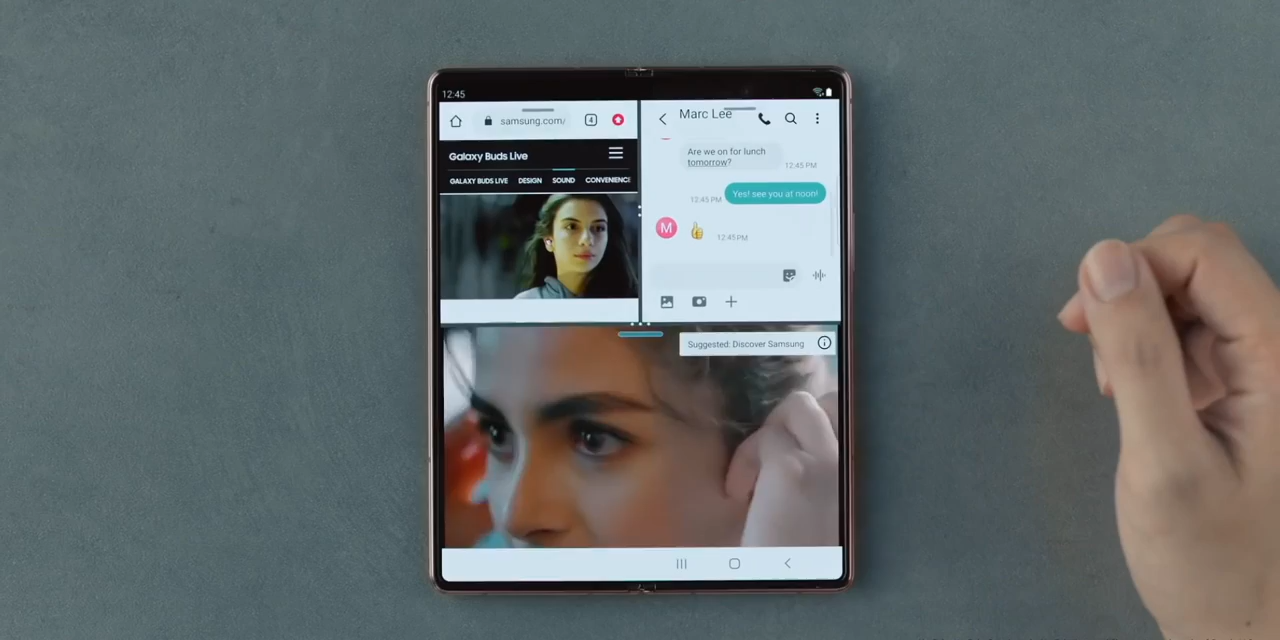 12:45
samsung.com/
4
Galaxy Buds Live
GALAXY BUDS LIVE DESIGN SOUND CONVENIENCE
Marc Lee
Are we on for lunch
tomorrow?
12:45 PM
12:45 PM
Yes! see you at noon!
M
12:45 PM
Suggested: Discover Samsung